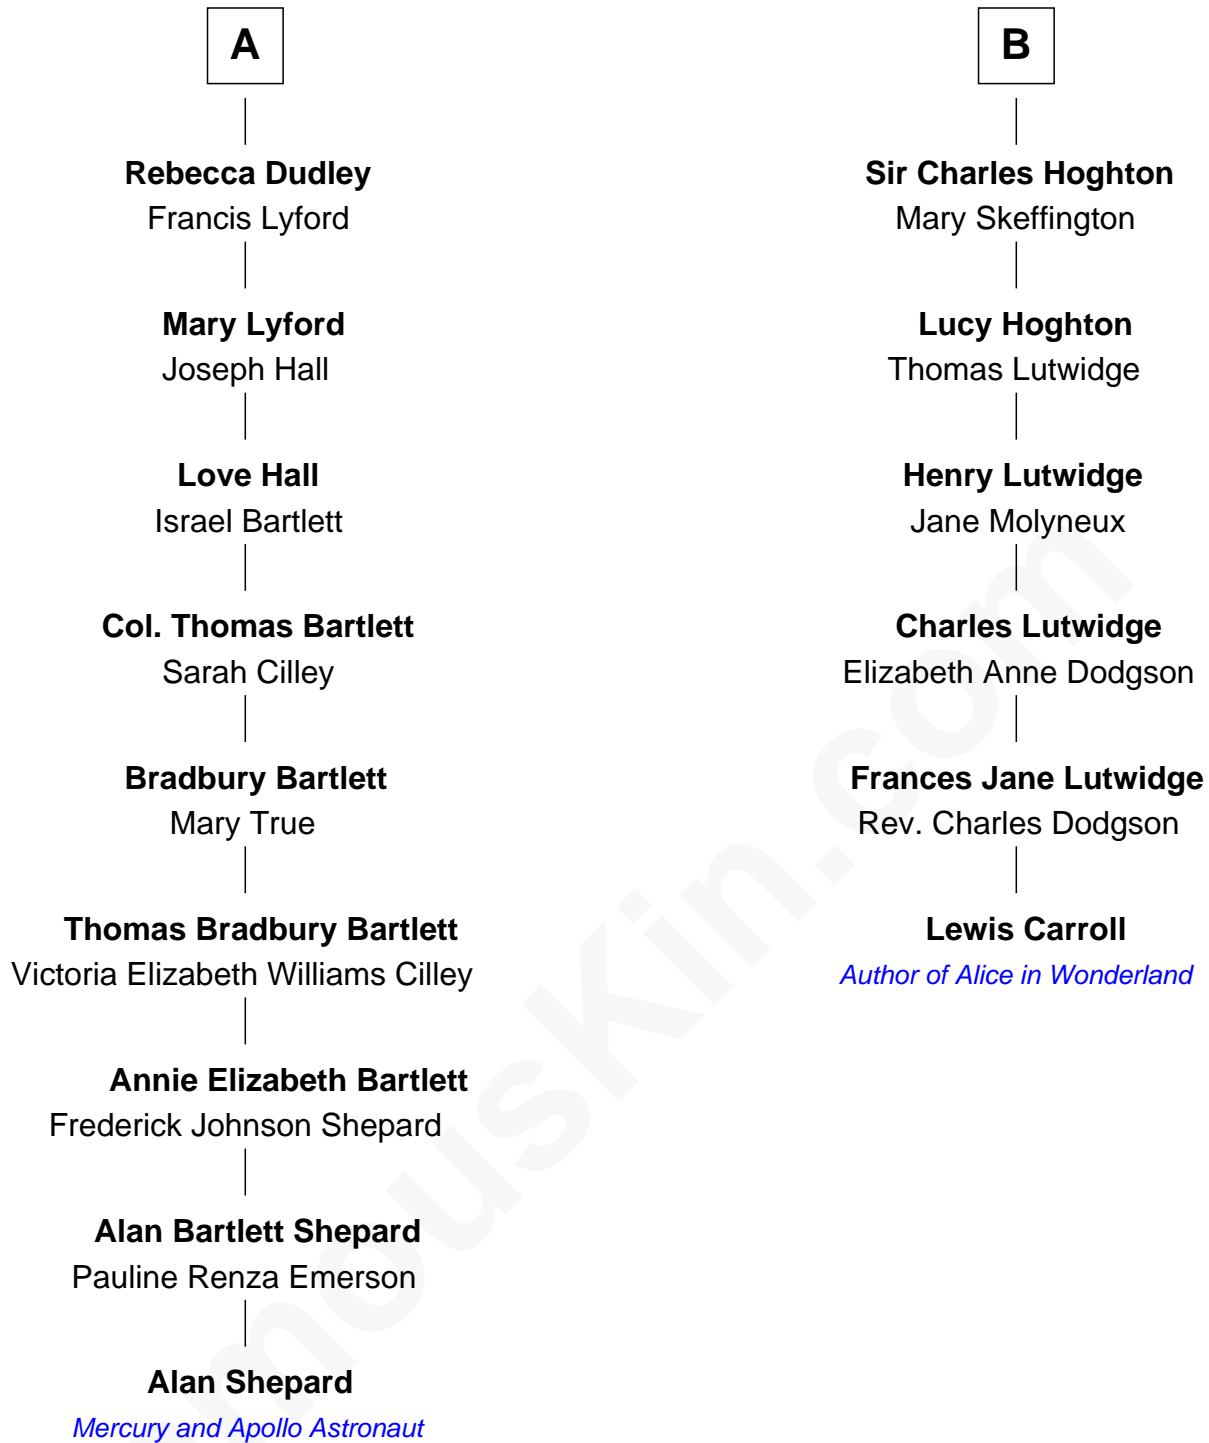 A
Rebecca Dudley
Francis Lyford
Mary Lyford
Joseph Hall
Love Hall
Israel Bartlett
Col. Thomas Bartlett
Sarah Cilley
Bradbury Bartlett
Mary True
Thomas Bradbury Bartlett
Victoria Elizabeth Williams Cilley
Annie Elizabeth Bartlett
Frederick Johnson Shepard
Alan Bartlett Shepard
Pauline Renza Emerson
Alan Shepard
Mercury and Apollo Astronaut
B
Sir Charles Hoghton
Mary Skeffington
Lucy Hoghton
Thomas Lutwidge
Henry Lutwidge
Jane Molyneux
Charles Lutwidge
Elizabeth Anne Dodgson
Frances Jane Lutwidge
Rev. Charles Dodgson
Lewis Carroll
Author of Alice in Wonderland
mousKin.com